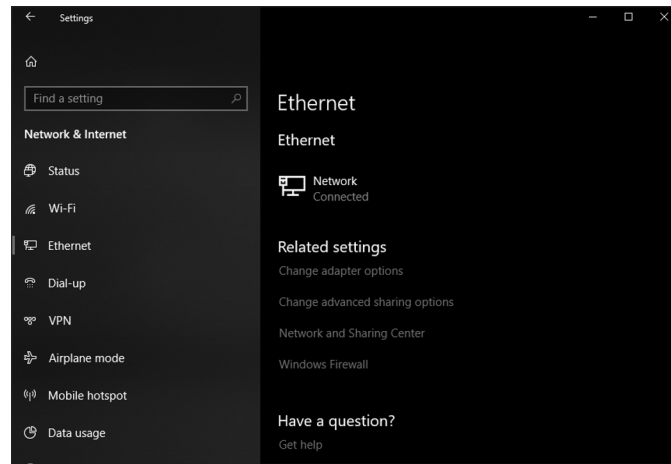 Settings
Find a setting
Network & Internet
Status
Wi-Fi
Ethernet
Dial-up
VPN
Airplane mode
Mobile hotspot
Data usage
Ethernet
Ethernet
Network
Connected
Related settings
Change adapter options
Change advanced sharing options
Network and Sharing Center
Windows Firewall
Have a question?
Get help